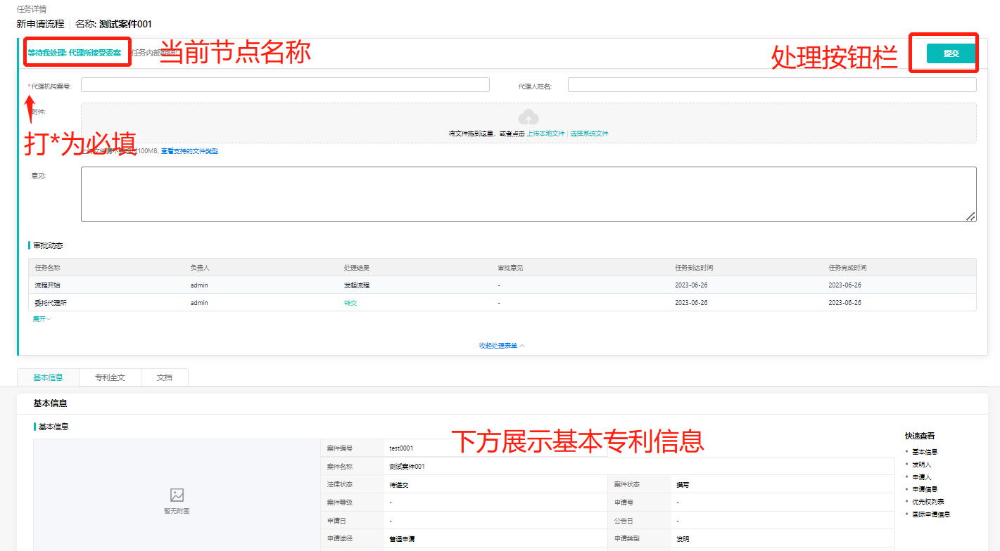 任务详情
新申请流程 名称: 测试案件001
等待我处理: 代理所接受委案 任务内部期限: 当前节点名称 处理按钮栏 提交
*代理机构案号: 代理人姓名:
附件:
将文件拖到这里，或者点击 上传本地文件 | 选择系统文件
打*为必填
100MB, 查看支持的文件类型
意见:
审批动态
任务名称 负责人 处理结果 审批意见 任务到达时间 任务完成时间
流程开始 admin 发起流程 - 2023-06-26 2023-06-26
委托代理所 admin 转交 - 2023-06-26 2023-06-26
展开
收起处理表单
基本信息 专利全文 文档
基本信息
基本信息
下方展示基本专利信息
暂无附图
案件编号 test0001
案件名称 测试案件001
法律状态 待递交 案件状态 撰写
案件等级 - 申请号 -
申请日 - 公告日 -
申请途径 普通申请 申请类型 发明
快速查看
基本信息
发明人
申请人
申请信息
优先权列表
国际申请信息